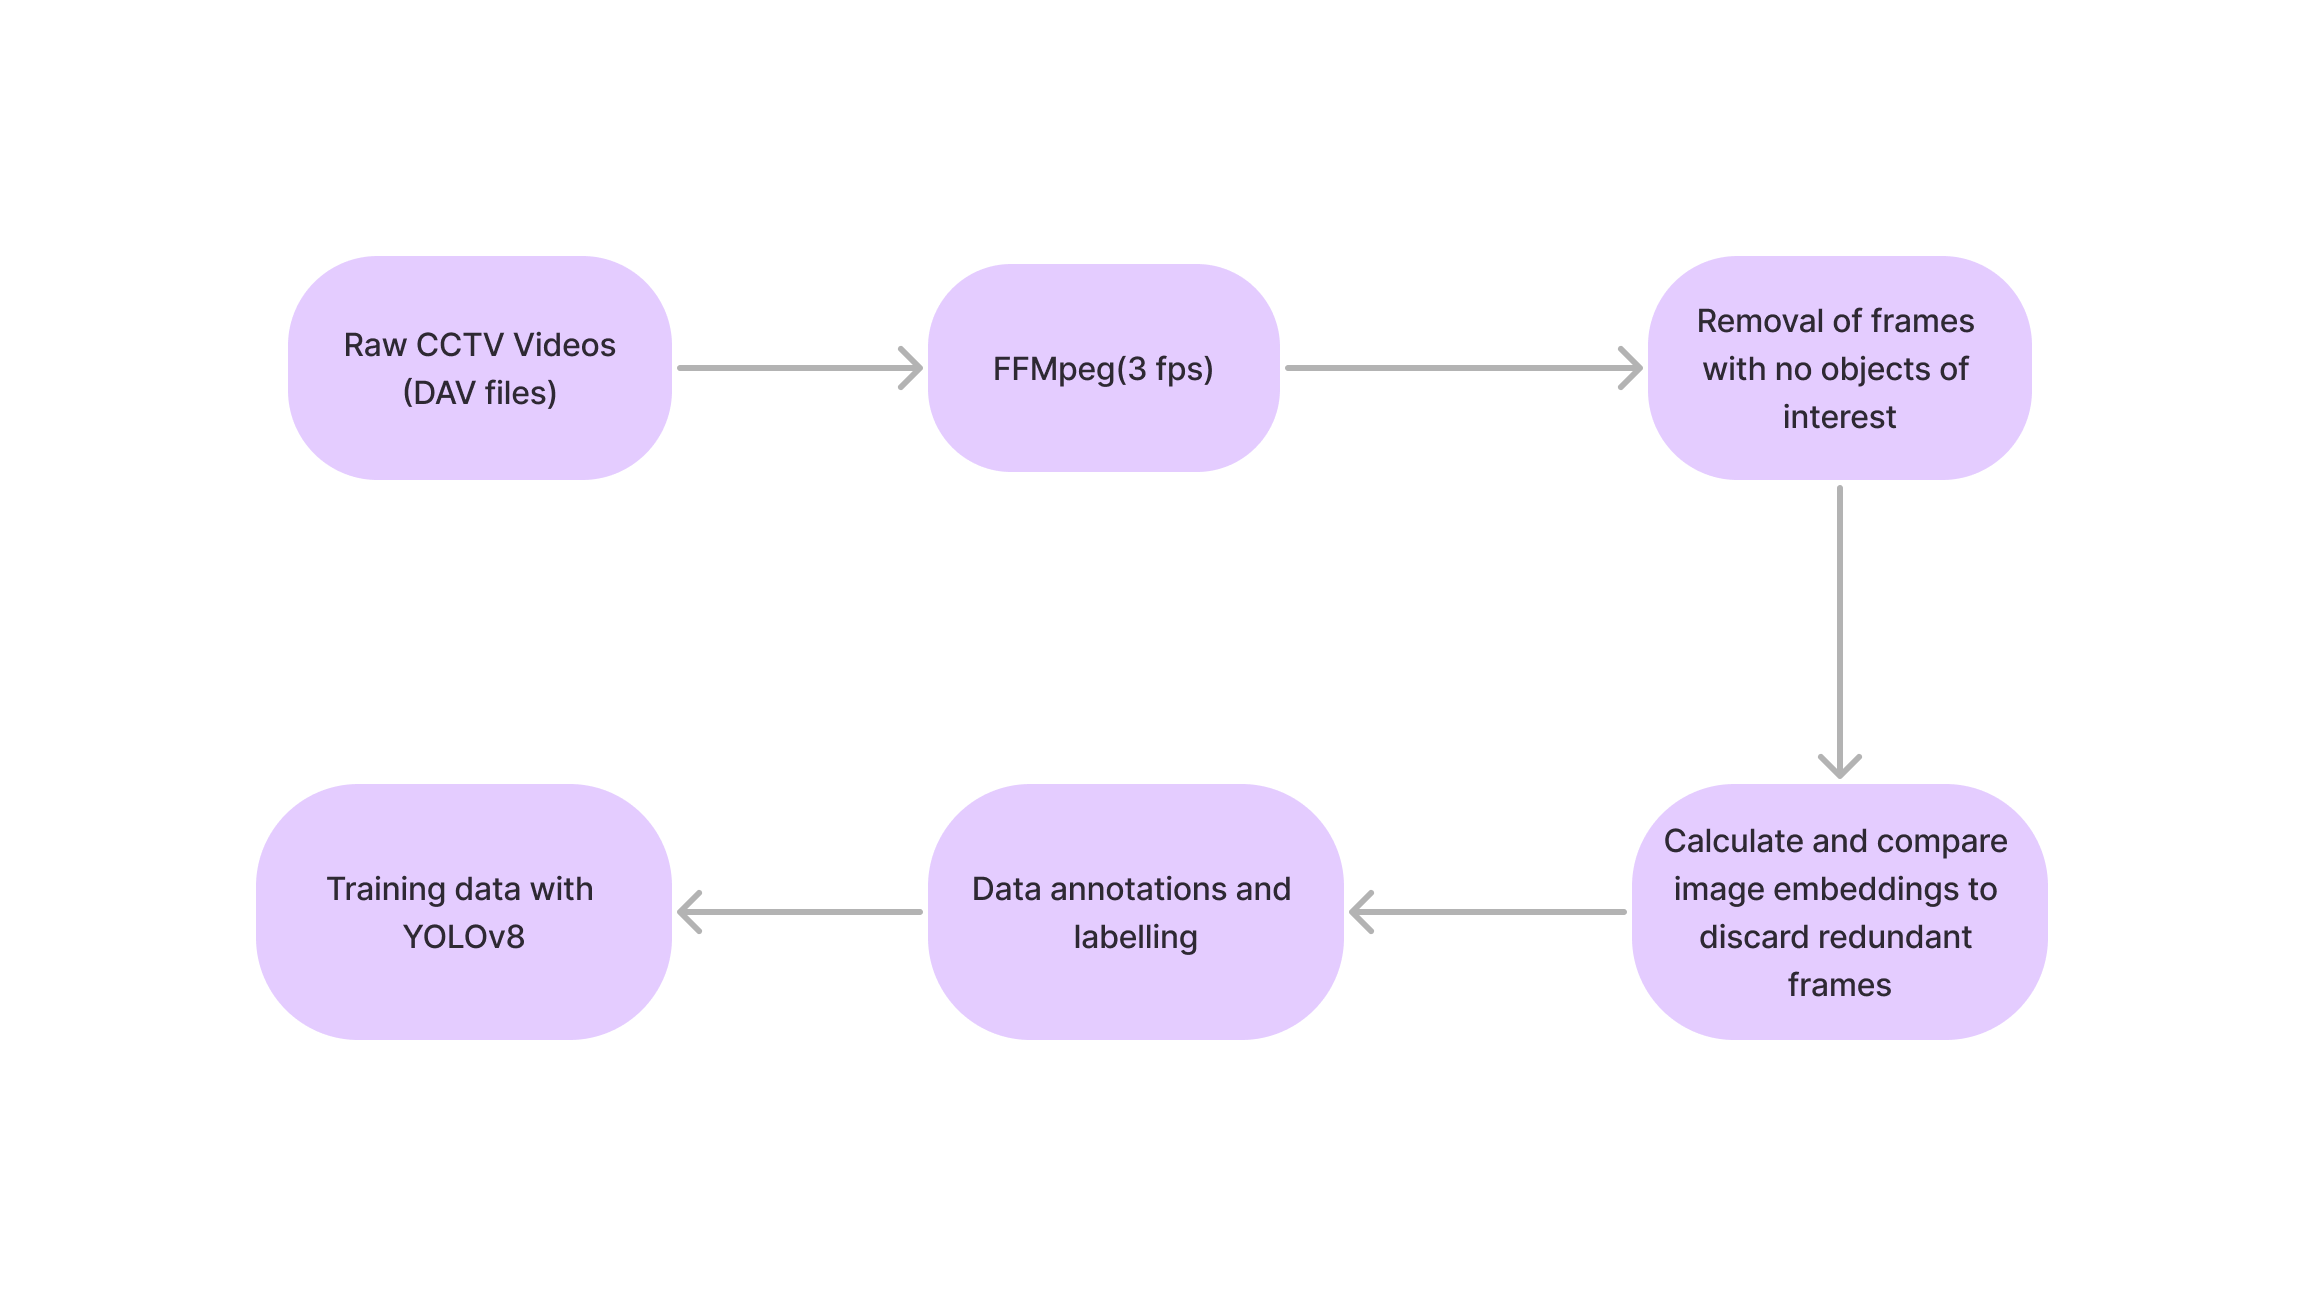 Raw CCTV Videos
(DAV files)
FFMpeg(3 fps)
Removal of frames
with no objects of
interest
Calculate and compare
image embeddings to
discard redundant
frames
Data annotations and
labelling
Training data with
YOLOv8